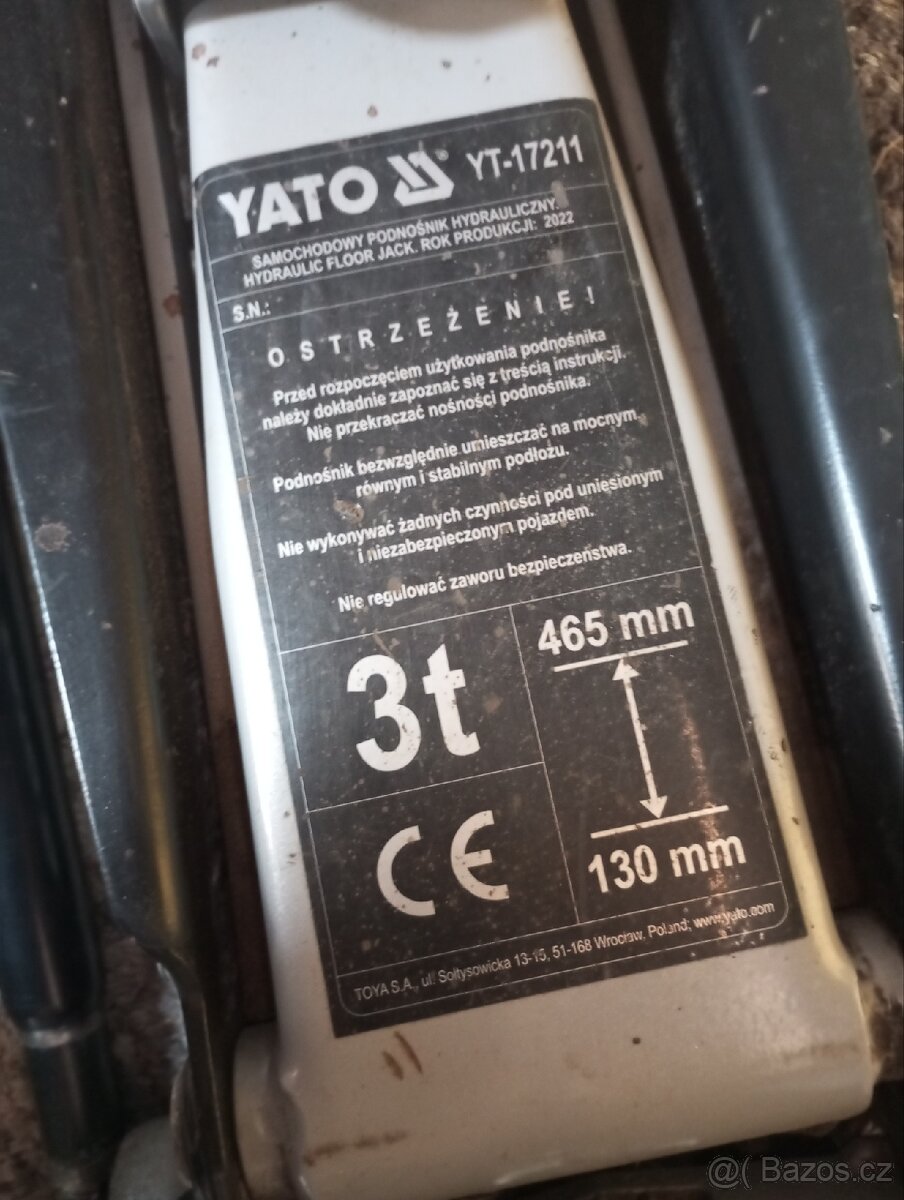 YATO ® YT-17211
SAMOCHODOWY PODNOŚNIK HYDRAULICZNY.
HYDRAULIC FLOOR JACK. ROK PRODUKCJI: 2022
S.N.:
OSTRZEŻENIE!
Przed rozpoczęciem użytkowania podnośnika
należy dokładnie zapoznać się z treścią instrukcji.
Nie przekraczać nośności podnośnika.
Podnośnik bezwzględnie umieszczać na mocnym,
równym i stabilnym podłożu.
Nie wykonywać żadnych czynności pod uniesionym
i niezabezpieczonym pojazdem.
Nie regulować zaworu bezpieczeństwa.
3t
465 mm
130 mm
CE
TOYA S.A., ul. Sołtysowicka 13-15, 51-168 Wrocław, Poland; www.yato.com
@( Bazos.cz